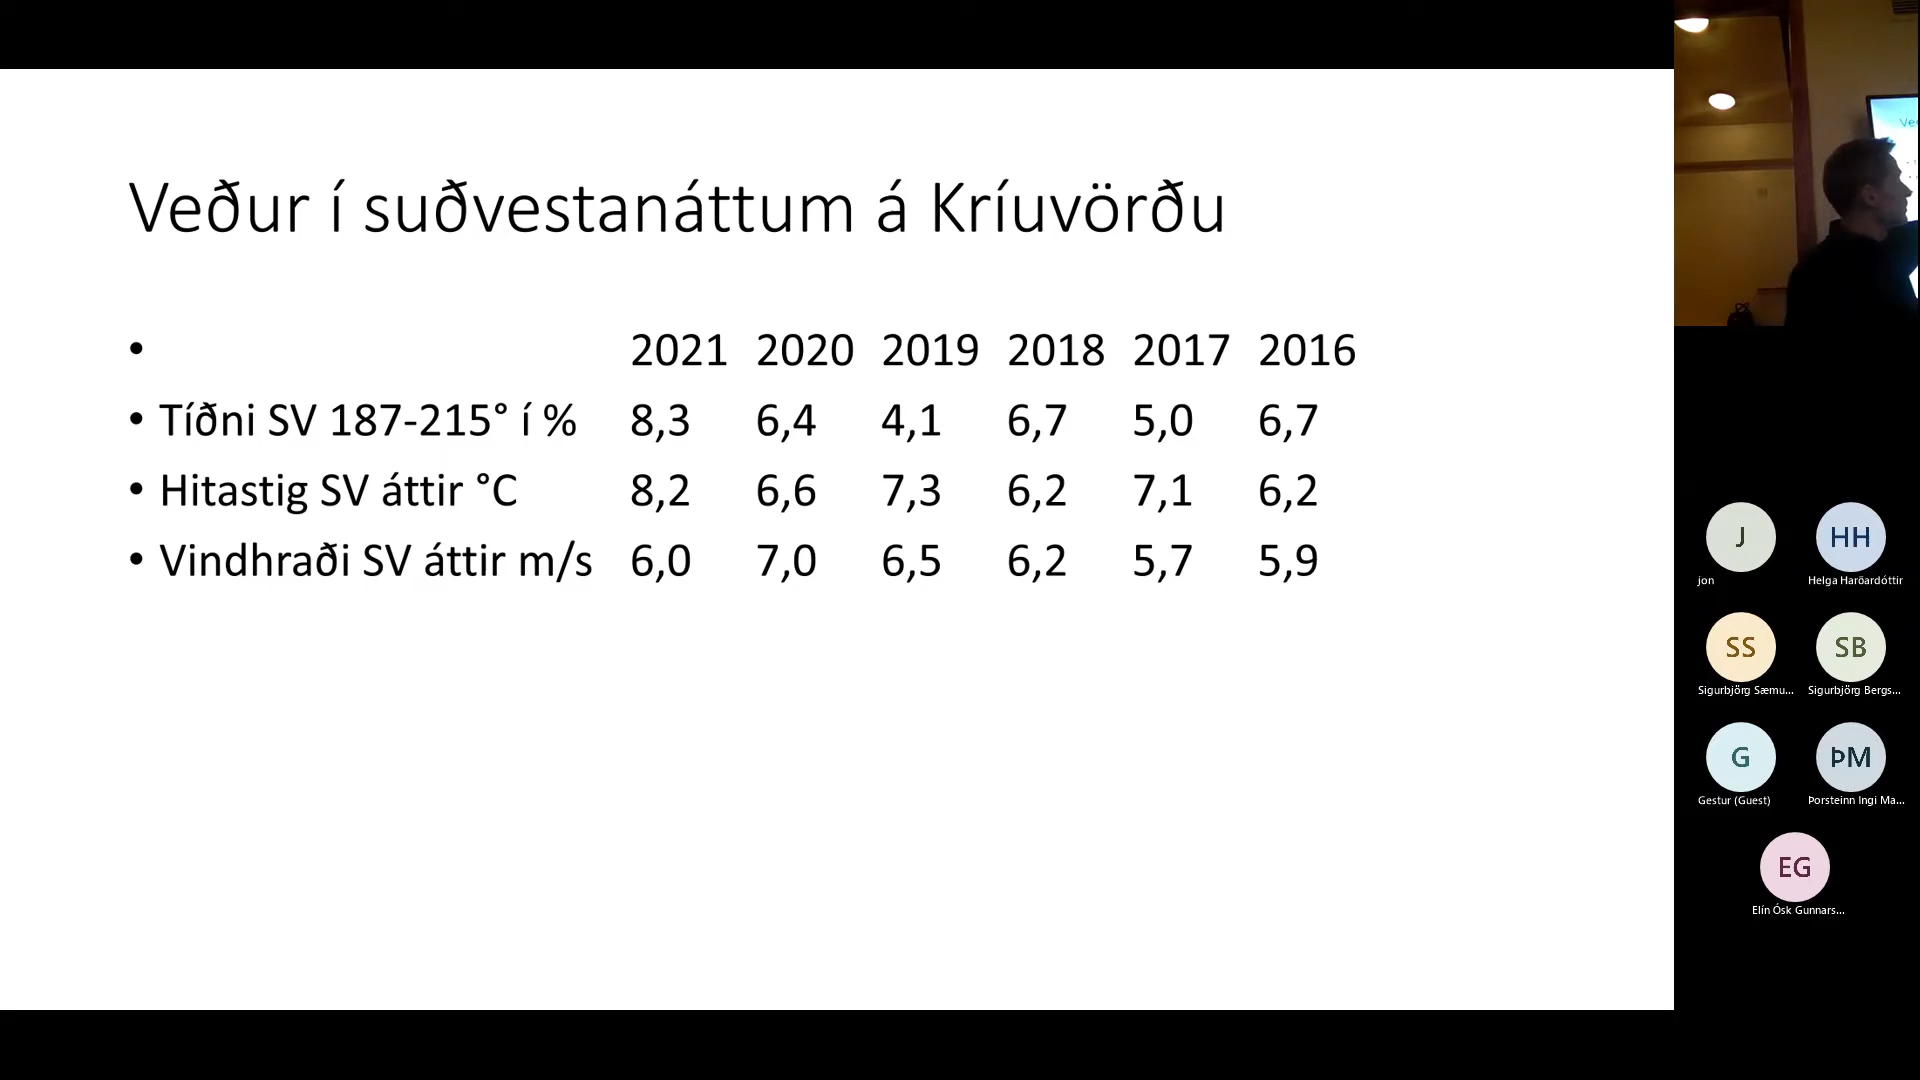 Veður í suðvestanáttum á Kríuvörðu
• 2021 2020 2019 2018 2017 2016
• Tíðni SV 187-215° í % 8,3 6,4 4,1 6,7 5,0 6,7
• Hitastig SV áttir °C 8,2 6,6 7,3 6,2 7,1 6,2
• Vindhraði SV áttir m/s 6,0 7,0 6,5 6,2 5,7 5,9
Ve
J HH
jon Helga Harðardóttir
SS SB
Sigurbjörg Sæmu... Sigurbjörg Bergs...
G ÞM
Gestur (Guest) Þorsteinn Ingi Ma...
EG
Elín Ósk Gunnars...